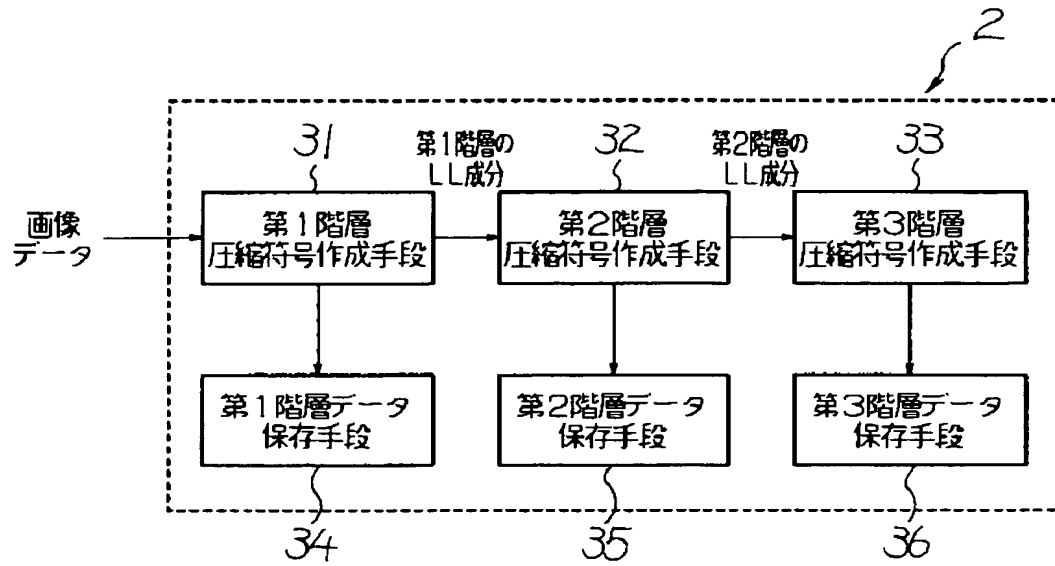 2
31
第1階層の
LL成分
32
第2階層の
LL成分
33
画像
データ
第1階層
圧縮符号作成手段
第2階層
圧縮符号作成手段
第3階層
圧縮符号作成手段
第1階層データ
保存手段
第2階層データ
保存手段
第3階層データ
保存手段
34
35
36